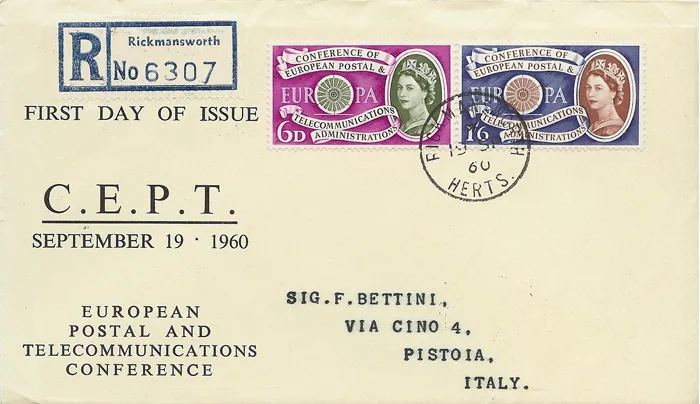 R
Rickmansworth
No 6307
FIRST DAY OF ISSUE
C.E.P.T.
SEPTEMBER 19 · 1960
EUROPEAN
POSTAL AND
TELECOMMUNICATIONS
CONFERENCE
CONFERENCE OF
EUROPEAN POSTAL &
EUROPA
TELECOMMUNICATIONS
ADMINISTRATIONS
6D
CONFERENCE OF
EUROPEAN POSTAL &
EUROPA
TELECOMMUNICATIONS
ADMINISTRATIONS
1/6
60
HERTS.
SIG.F.BETTINI,
VIA CINO 4,
PISTOIA,
ITALY.